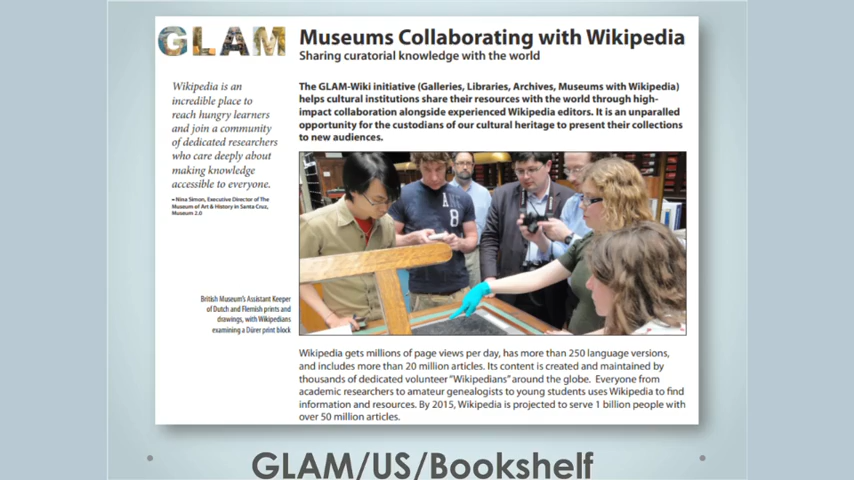 GLAM
Museums Collaborating with Wikipedia
Sharing curatorial knowledge with the world
Wikipedia is an
incredible place to
reach hungry learners
and join a community
of dedicated researchers
who care deeply about
making knowledge
accessible to everyone.
– Nina Simon, Executive Director of The
Museum of Art & History in Santa Cruz,
Museum 2.0
The GLAM-Wiki initiative (Galleries, Libraries, Archives, Museums with Wikipedia)
helps cultural institutions share their resources with the world through high-
impact collaboration alongside experienced Wikipedia editors. It is an unparalled
opportunity for the custodians of our cultural heritage to present their collections
to new audiences.
A N
8
British Museum's Assistant Keeper
of Dutch and Flemish prints and
drawings, with Wikipedians
examining a Dürer print block
Wikipedia gets millions of page views per day, has more than 250 language versions,
and includes more than 20 million articles. Its content is created and maintained by
thousands of dedicated volunteer "Wikipedians" around the globe. Everyone from
academic researchers to amateur genealogists to young students uses Wikipedia to find
information and resources. By 2015, Wikipedia is projected to serve 1 billion people with
over 50 million articles.
GLAM/US/Bookshelf